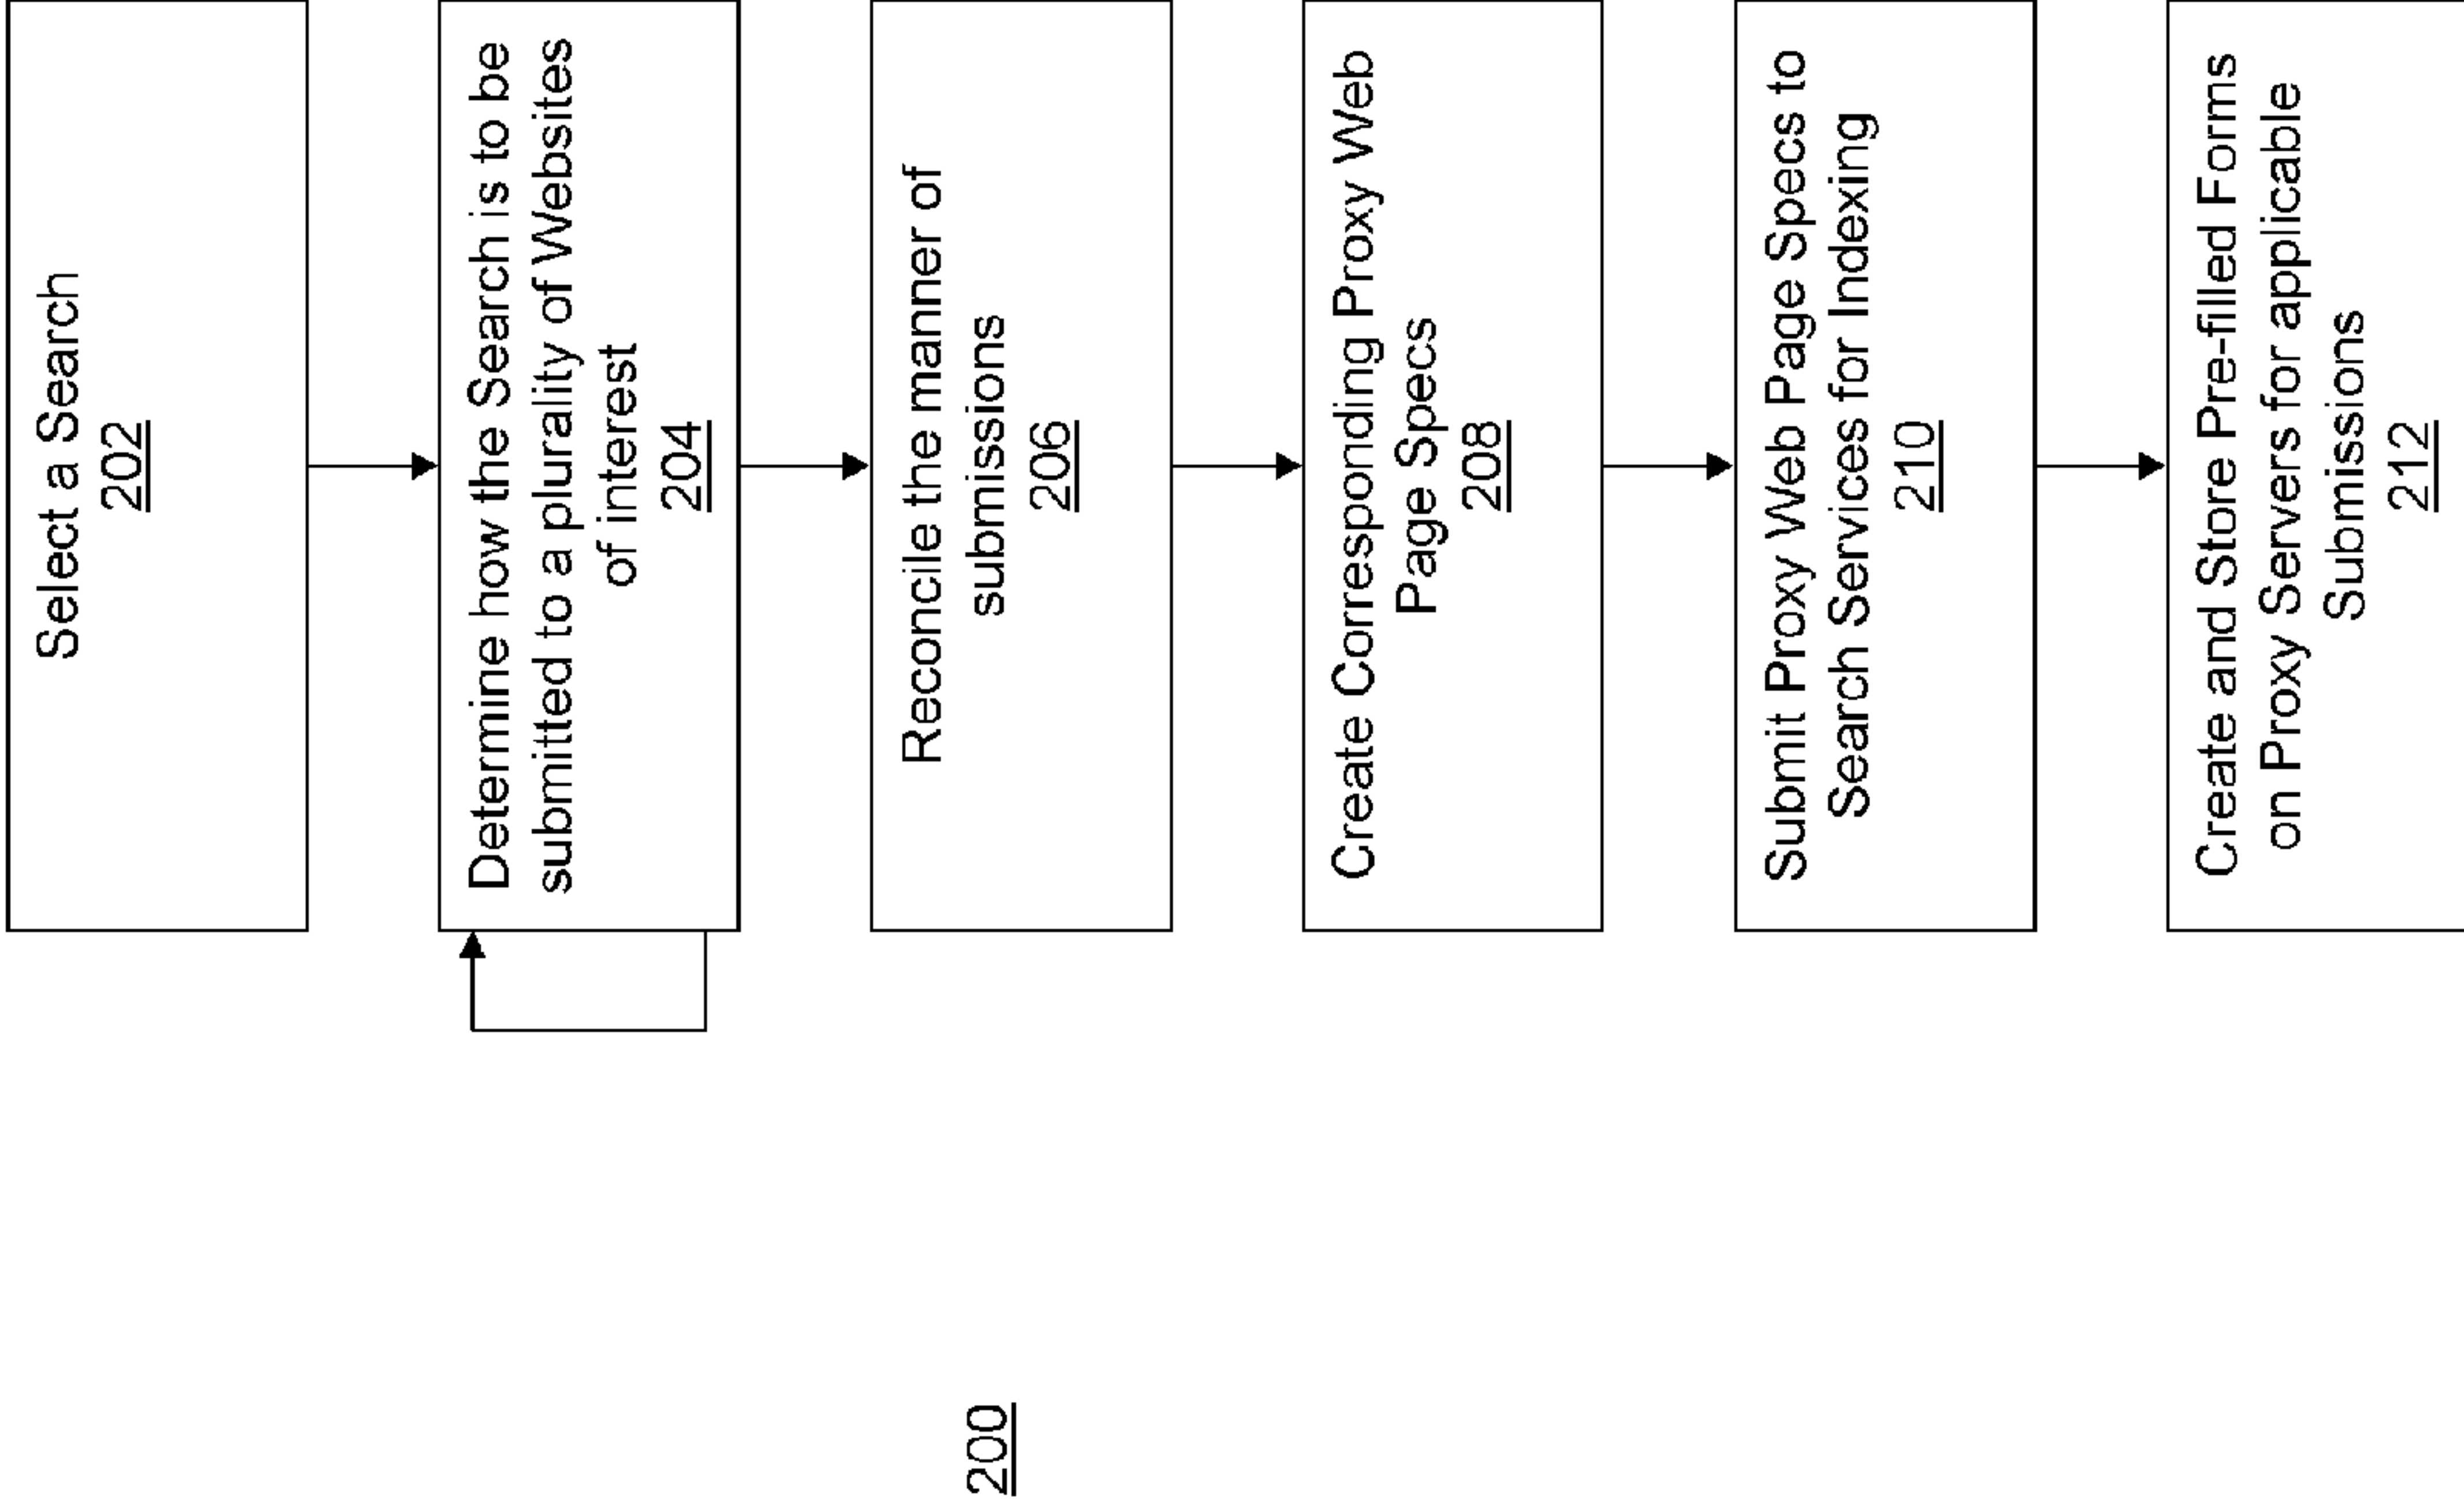 Select a Search
202
Determine how the Search is to be
submitted to a plurality of Websites
of interest
204
Reconcile the manner of
submissions
206
Create Corresponding Proxy Web
Page Specs
208
Submit Proxy Web Page Specs to
Search Services for Indexing
210
Create and Store Pre-filled Forms
on Proxy Servers for applicable
Submissions
212
200